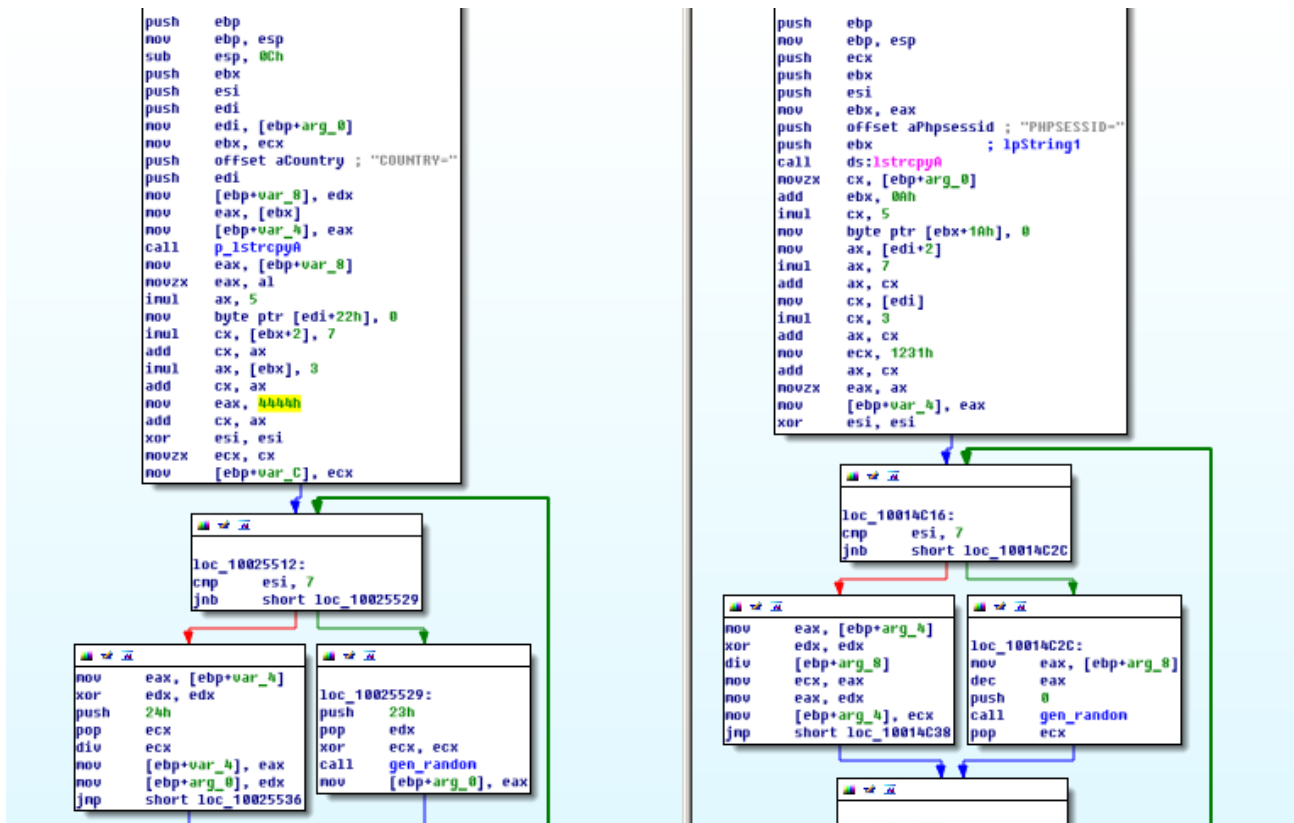 push ebp
mov ebp, esp
sub esp, 0Ch
push ebx
push esi
push edi
mov edi, [ebp+arg_0]
mov ebx, ecx
push offset aCountry ; "COUNTRY="
push edi
mov [ebp+var_8], edx
mov eax, [ebx]
mov [ebp+var_4], eax
call p_lstrcpyA
mov eax, [ebp+var_8]
movzx eax, al
imul ax, 5
mov byte ptr [edi+22h], 0
imul cx, [ebx+2], 7
add cx, ax
imul ax, [ebx], 3
add cx, ax
mov eax, 4444h
add cx, ax
xor esi, esi
movzx ecx, cx
mov [ebp+var_C], ecx
loc_10025512:
cmp esi, 7
jnb short loc_10025529
mov eax, [ebp+var_4]
xor edx, edx
push 24h
pop ecx
div ecx
mov [ebp+var_4], eax
mov [ebp+arg_0], edx
jmp short loc_10025536
loc_10025529:
push 23h
pop edx
xor ecx, ecx
call gen_random
mov [ebp+arg_0], eax
push ebp
mov ebp, esp
push ecx
push ebx
push esi
mov ebx, eax
push offset aPhpsessid ; "PHPSESSID="
push ebx ; lpString1
call ds:lstrcpyA
movzx cx, [ebp+arg_0]
add ebx, 0Ah
imul cx, 5
mov byte ptr [ebx+1Ah], 0
mov ax, [edi+2]
imul ax, 7
add ax, cx
mov cx, [edi]
imul cx, 3
add ax, cx
mov ecx, 1231h
add ax, cx
movzx eax, ax
mov [ebp+var_4], eax
xor esi, esi
loc_10014C16:
cmp esi, 7
jnb short loc_10014C2C
mov eax, [ebp+arg_4]
xor edx, edx
div [ebp+arg_8]
mov ecx, eax
mov eax, edx
mov [ebp+arg_4], ecx
jmp short loc_10014C38
loc_10014C2C:
mov eax, [ebp+arg_8]
dec eax
push 0
call gen_random
pop ecx